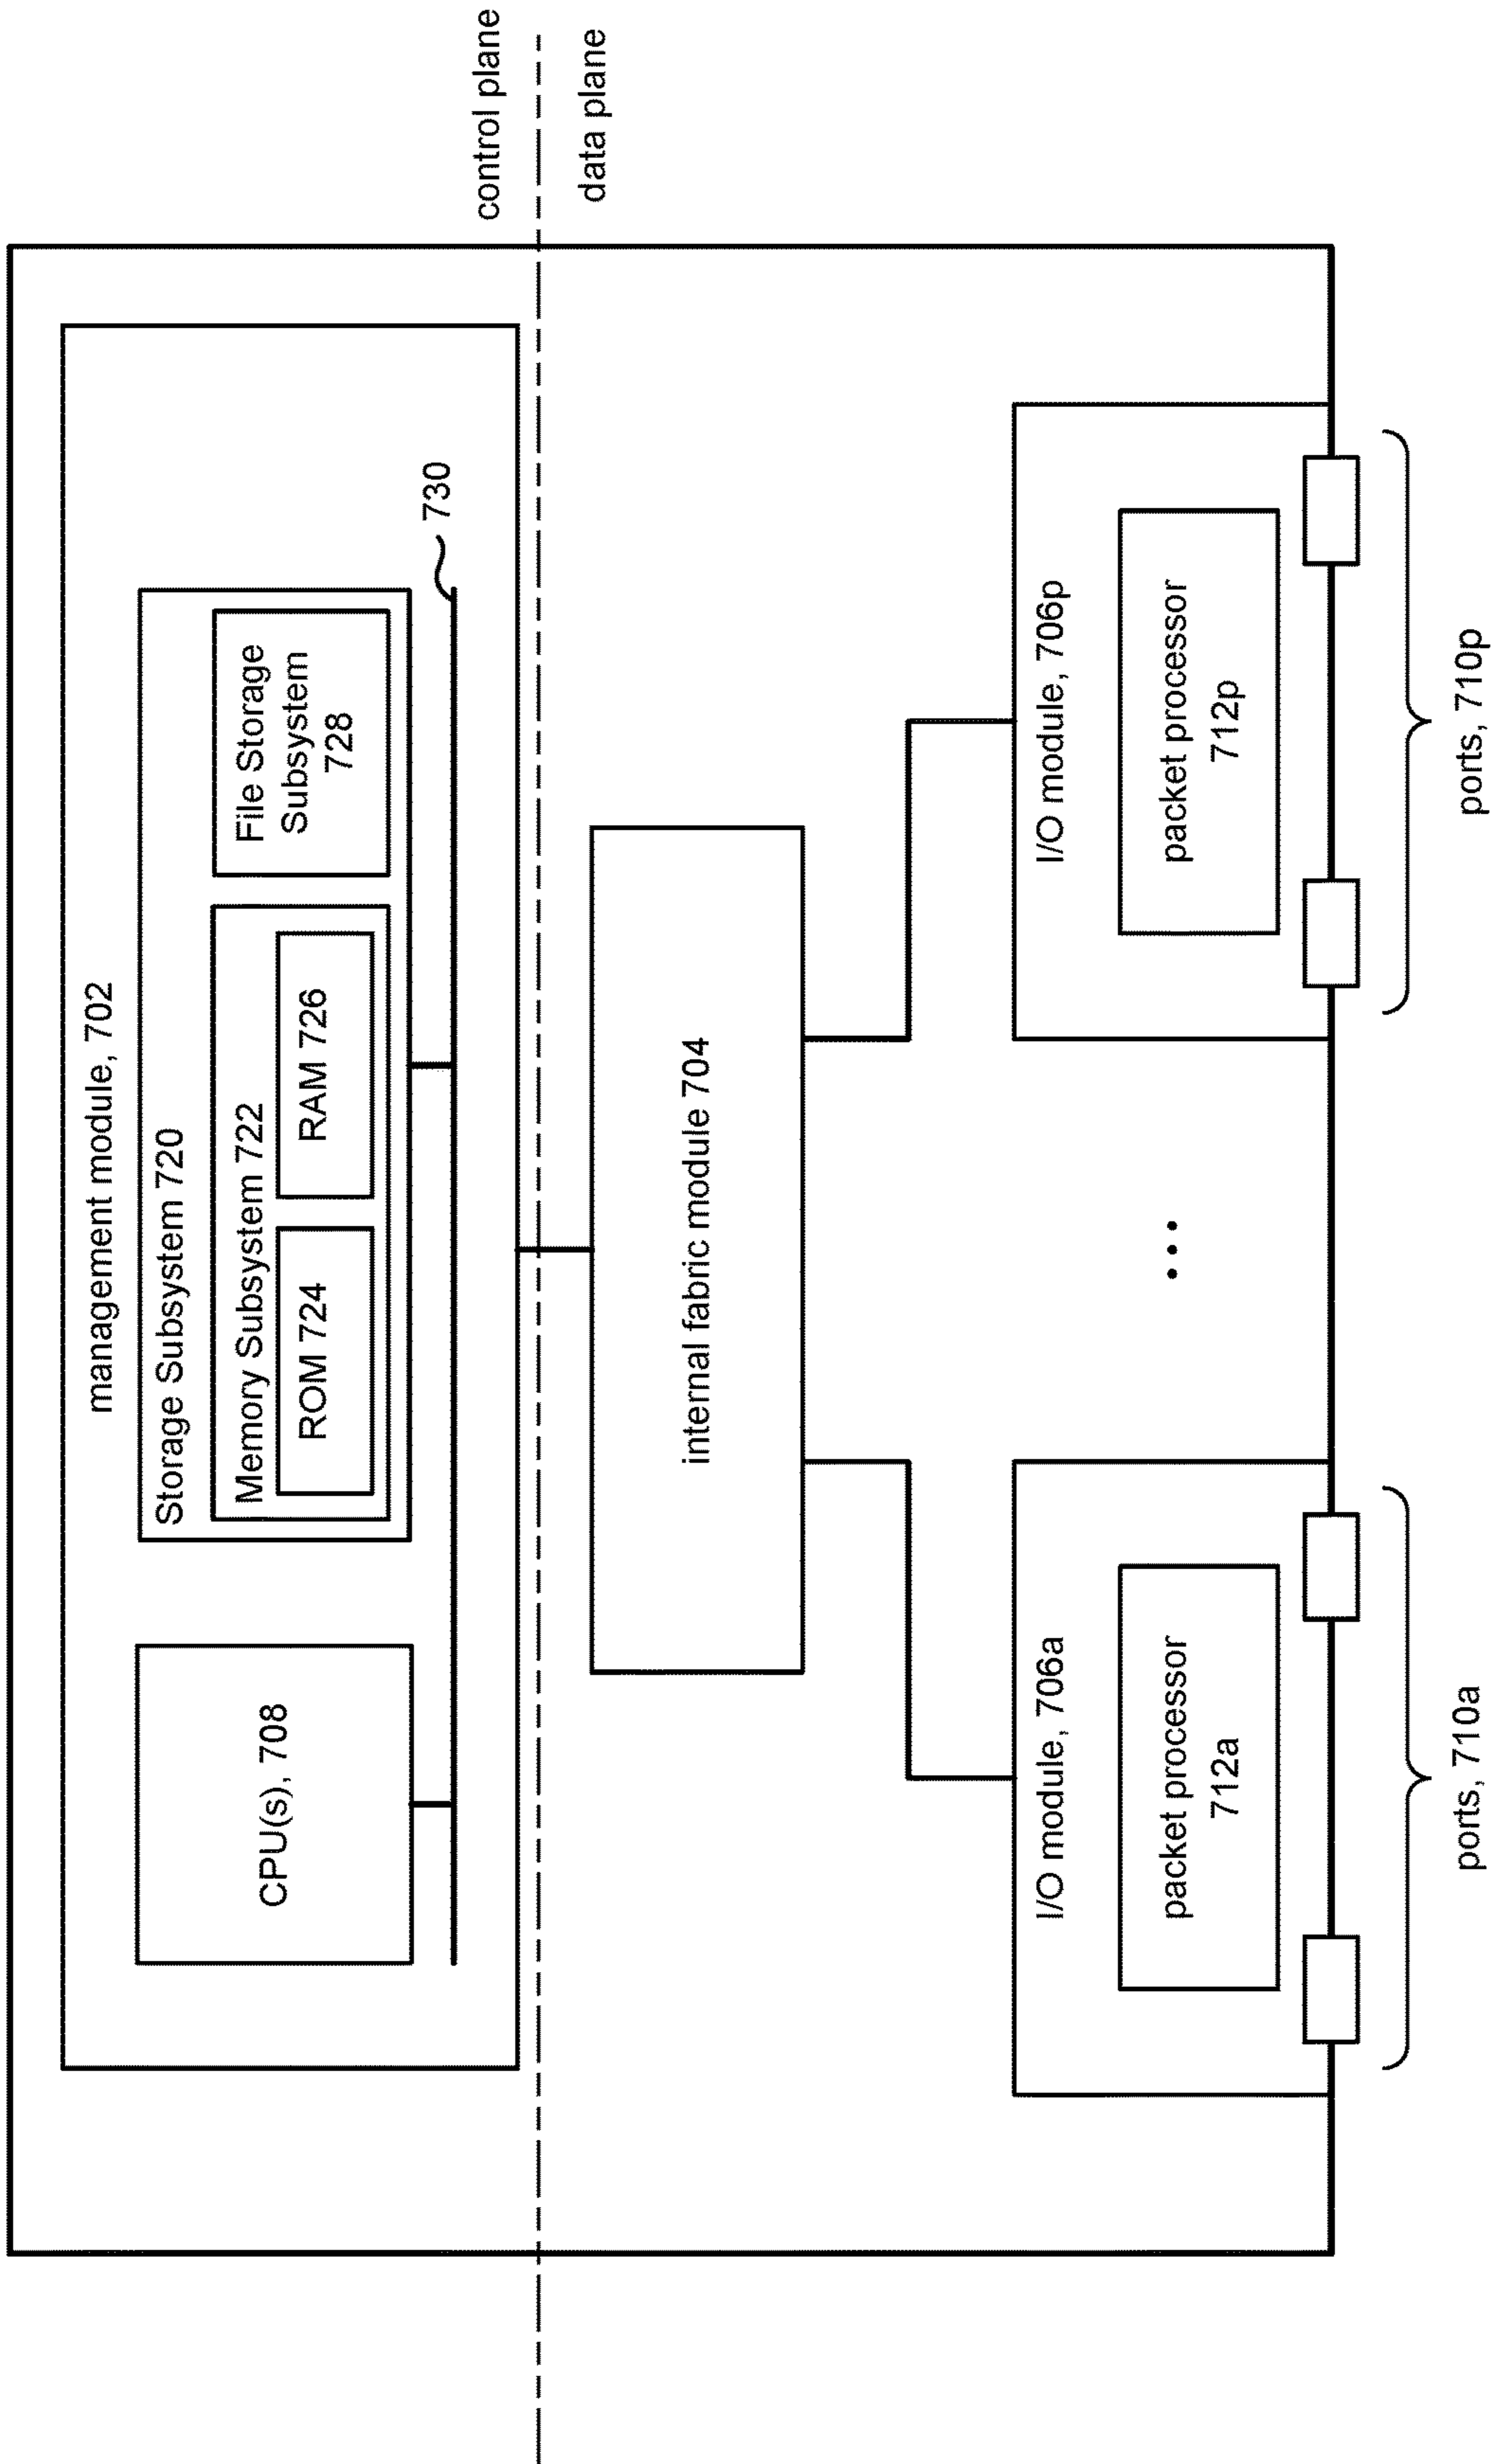 control plane
data plane
management module, 702
CPU(s), 708
Storage Subsystem 720
Memory Subsystem 722
ROM 724
RAM 726
File Storage
Subsystem
728
730
internal fabric module 704
I/O module, 706a
packet processor
712a
ports, 710a
...
I/O module, 706p
packet processor
712p
ports, 710p